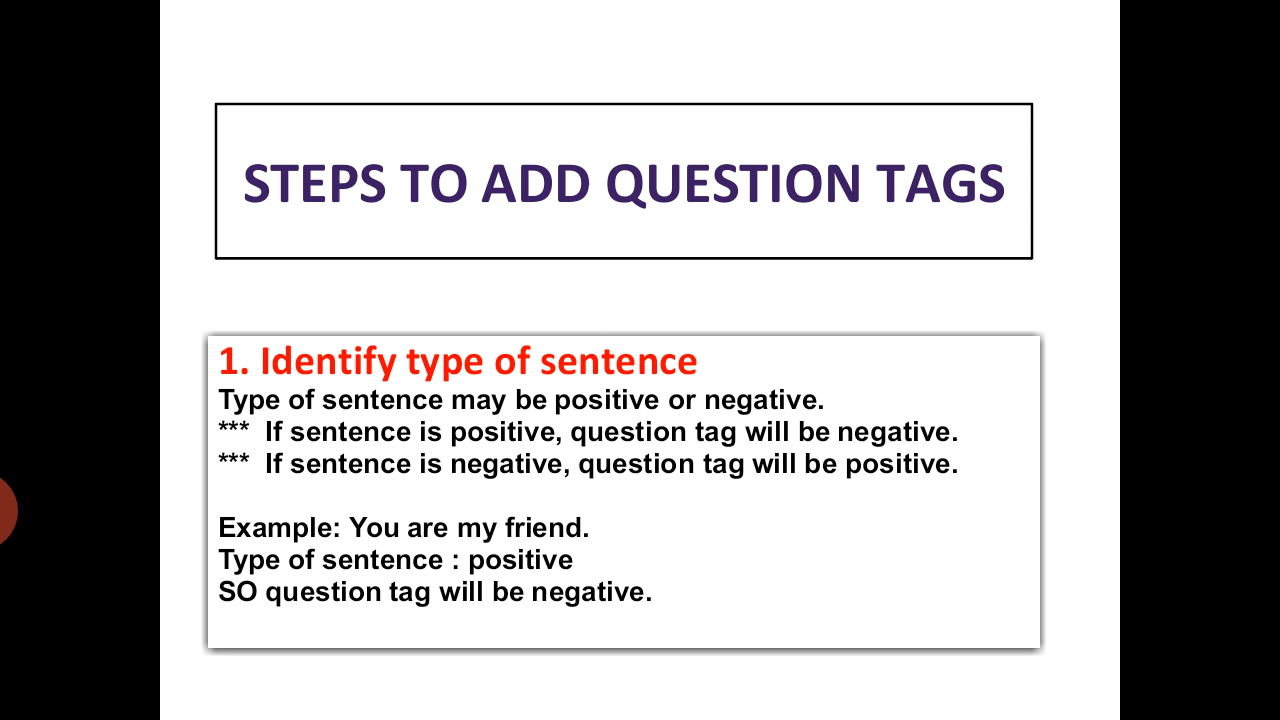 STEPS TO ADD QUESTION TAGS
1. Identify type of sentence
Type of sentence may be positive or negative.
*** If sentence is positive, question tag will be negative.
*** If sentence is negative, question tag will be positive.
Example: You are my friend.
Type of sentence : positive
SO question tag will be negative.